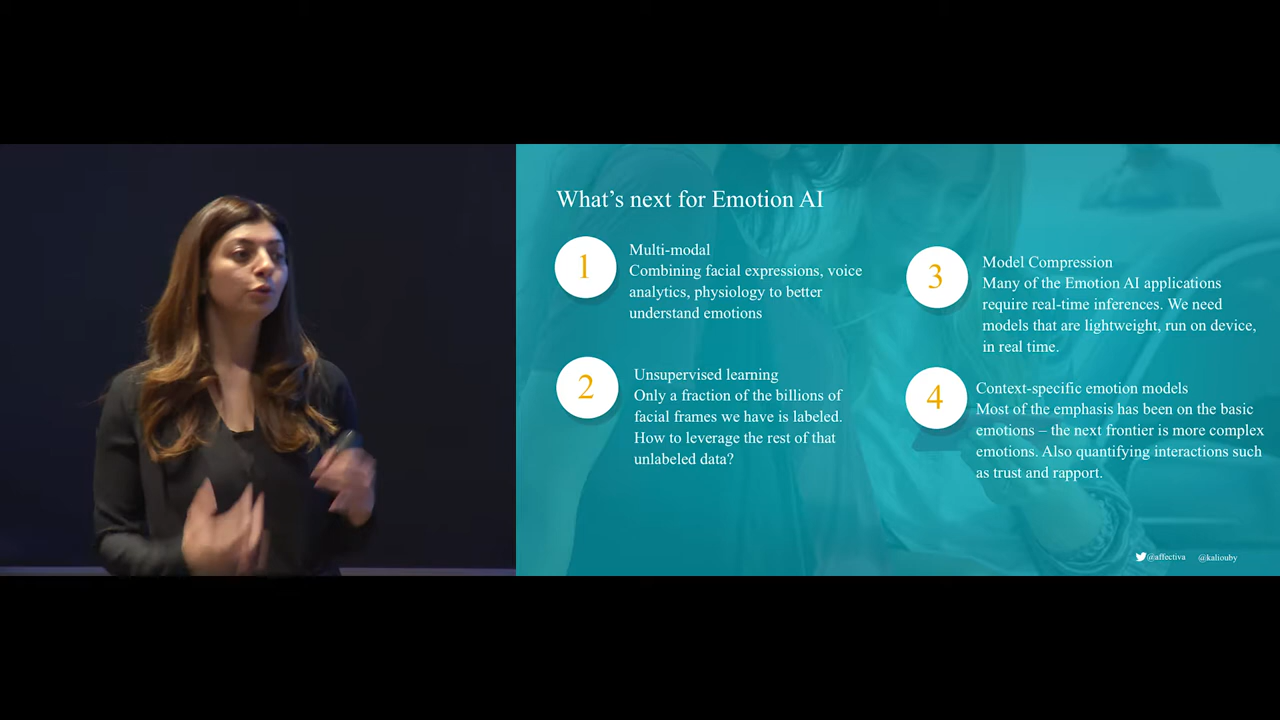 What's next for Emotion AI
1
Multi-modal
Combining facial expressions, voice
analytics, physiology to better
understand emotions
2
Unsupervised learning
Only a fraction of the billions of
facial frames we have is labeled.
How to leverage the rest of that
unlabeled data?
3
Model Compression
Many of the Emotion AI applications
require real-time inferences. We need
models that are lightweight, run on device,
in real time.
4
Context-specific emotion models
Most of the emphasis has been on the basic
emotions – the next frontier is more complex
emotions. Also quantifying interactions such
as trust and rapport.
@affectiva @kaliouby